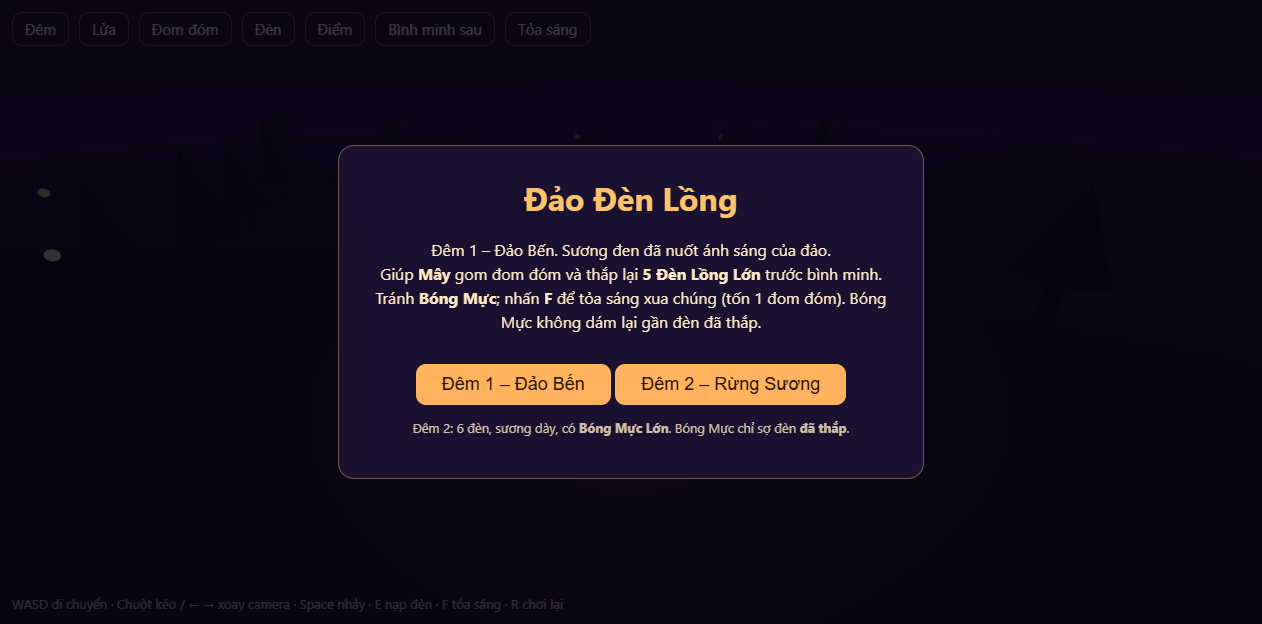 Đêm Lửa Đom đóm Đèn Điểm Bình minh sau Tỏa sáng
Đảo Đèn Lồng
Đêm 1 – Đảo Bến. Sương đen đã nuốt ánh sáng của đảo.
Giúp Mây gom đom đóm và thắp lại 5 Đèn Lồng Lớn trước bình minh.
Tránh Bóng Mực; nhấn F để tỏa sáng xua chúng (tốn 1 đom đóm). Bóng
Mực không dám lại gần đèn đã thắp.
Đêm 1 – Đảo Bến Đêm 2 – Rừng Sương
Đêm 2: 6 đèn, sương dày, có Bóng Mực Lớn. Bóng Mực chỉ sợ đèn đã thắp.
WASD di chuyển · Chuột kéo / ← → xoay camera · Space nhảy · E nạp đèn · F tỏa sáng · R chơi lại